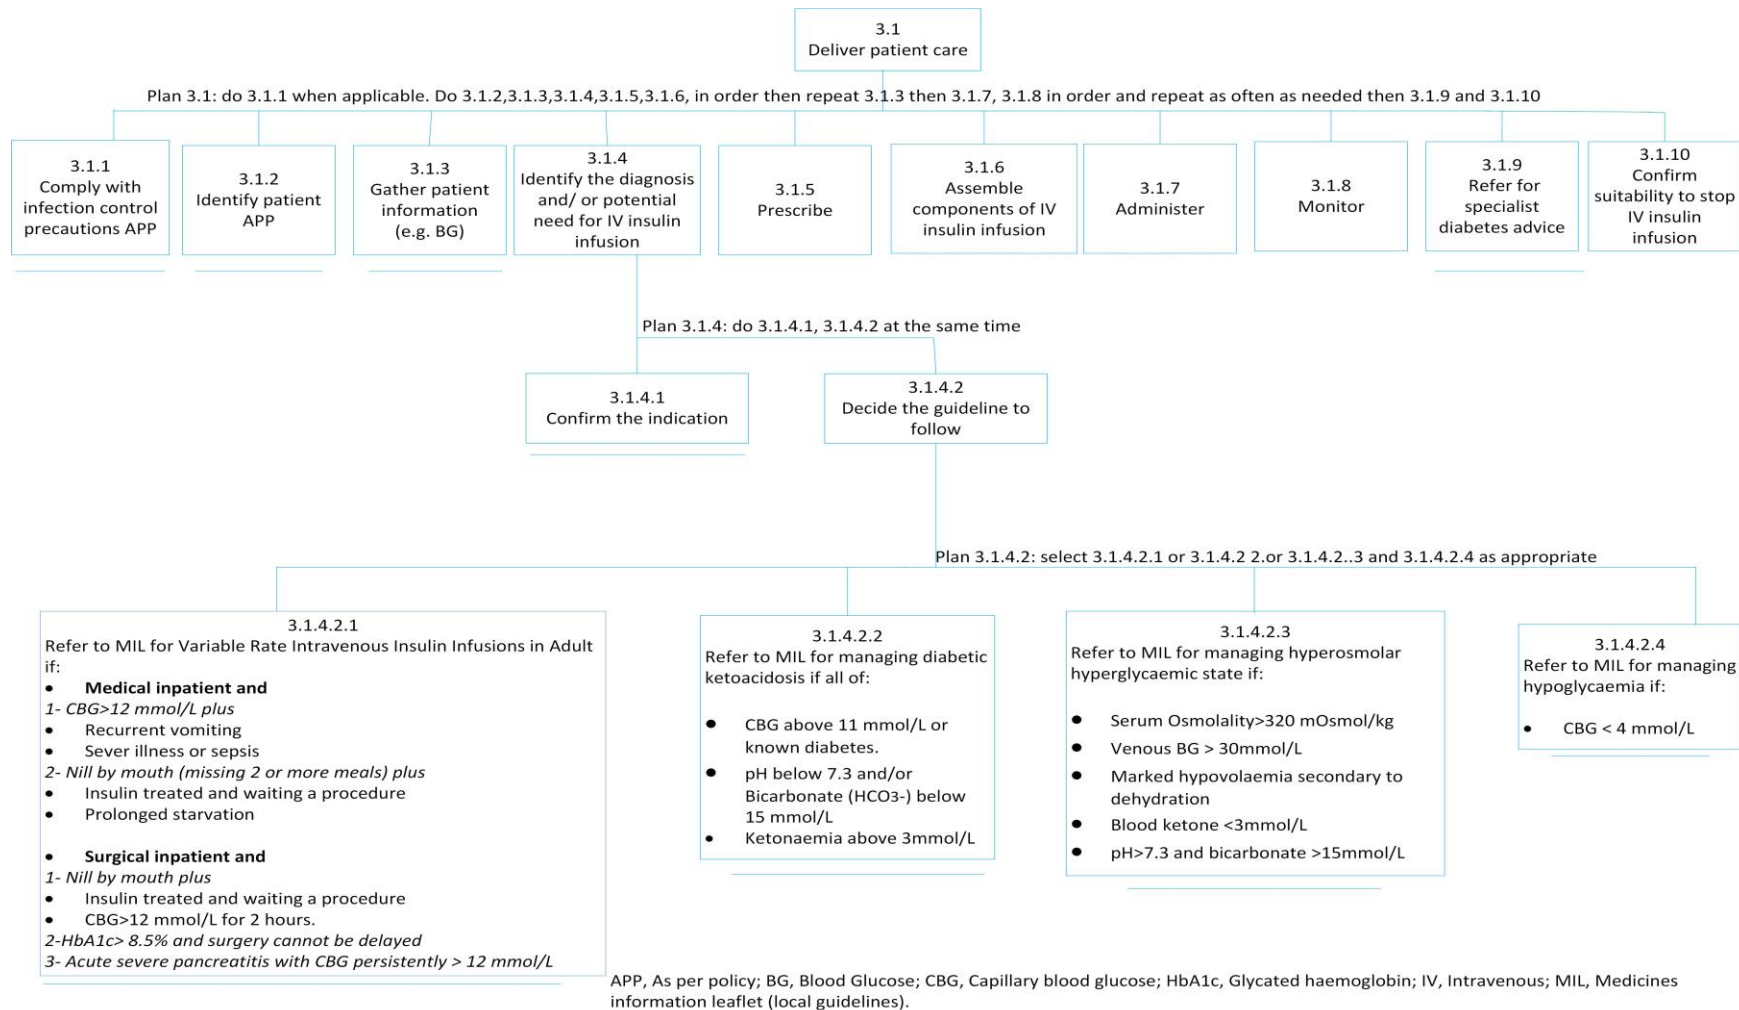 3.1
Deliver patient care
Plan 3.1: do 3.1.1 when applicable. Do 3.1.2,3.1.3,3.1.4,3.1.5,3.1.6, in order then repeat 3.1.3 then 3.1.7, 3.1.8 in order and repeat as often as needed then 3.1.9 and 3.1.10
3.1.1
Comply with
infection control
precautions APP
3.1.2
Identify patient
APP
3.1.3
Gather patient
information
(e.g. BG)
3.1.4
Identify the diagnosis
and/ or potential
need for IV insulin
infusion
3.1.5
Prescribe
3.1.6
Assemble
components of IV
insulin infusion
3.1.7
Administer
3.1.8
Monitor
3.1.9
Refer for
specialist
diabetes advice
3.1.10
Confirm
suitability to stop
IV insulin
infusion
Plan 3.1.4: do 3.1.4.1, 3.1.4.2 at the same time
3.1.4.1
Confirm the indication
3.1.4.2
Decide the guideline to
follow
Plan 3.1.4.2: select 3.1.4.2.1 or 3.1.4.2 2.or 3.1.4.2..3 and 3.1.4.2.4 as appropriate
3.1.4.2.1
Refer to MIL for Variable Rate Intravenous Insulin Infusions in Adult
if:
• Medical inpatient and
1- CBG>12 mmol/L plus
• Recurrent vomiting
• Sever illness or sepsis
2- Nill by mouth (missing 2 or more meals) plus
• Insulin treated and waiting a procedure
• Prolonged starvation
• Surgical inpatient and
1- Nill by mouth plus
• Insulin treated and waiting a procedure
• CBG>12 mmol/L for 2 hours.
2-HbA1c> 8.5% and surgery cannot be delayed
3- Acute severe pancreatitis with CBG persistently > 12 mmol/L
3.1.4.2.2
Refer to MIL for managing diabetic
ketoacidosis if all of:
• CBG above 11 mmol/L or
known diabetes.
• pH below 7.3 and/or
Bicarbonate (HCO3-) below
15 mmol/L
• Ketonaemia above 3mmol/L
3.1.4.2.3
Refer to MIL for managing hyperosmolar
hyperglycaemic state if:
• Serum Osmolality>320 mOsmol/kg
• Venous BG > 30mmol/L
• Marked hypovolaemia secondary to
dehydration
• Blood ketone <3mmol/L
• pH>7.3 and bicarbonate >15mmol/L
3.1.4.2.4
Refer to MIL for managing
hypoglycaemia if:
• CBG < 4 mmol/L
APP, As per policy; BG, Blood Glucose; CBG, Capillary blood glucose; HbA1c, Glycated haemoglobin; IV, Intravenous; MIL, Medicines
information leaflet (local guidelines).